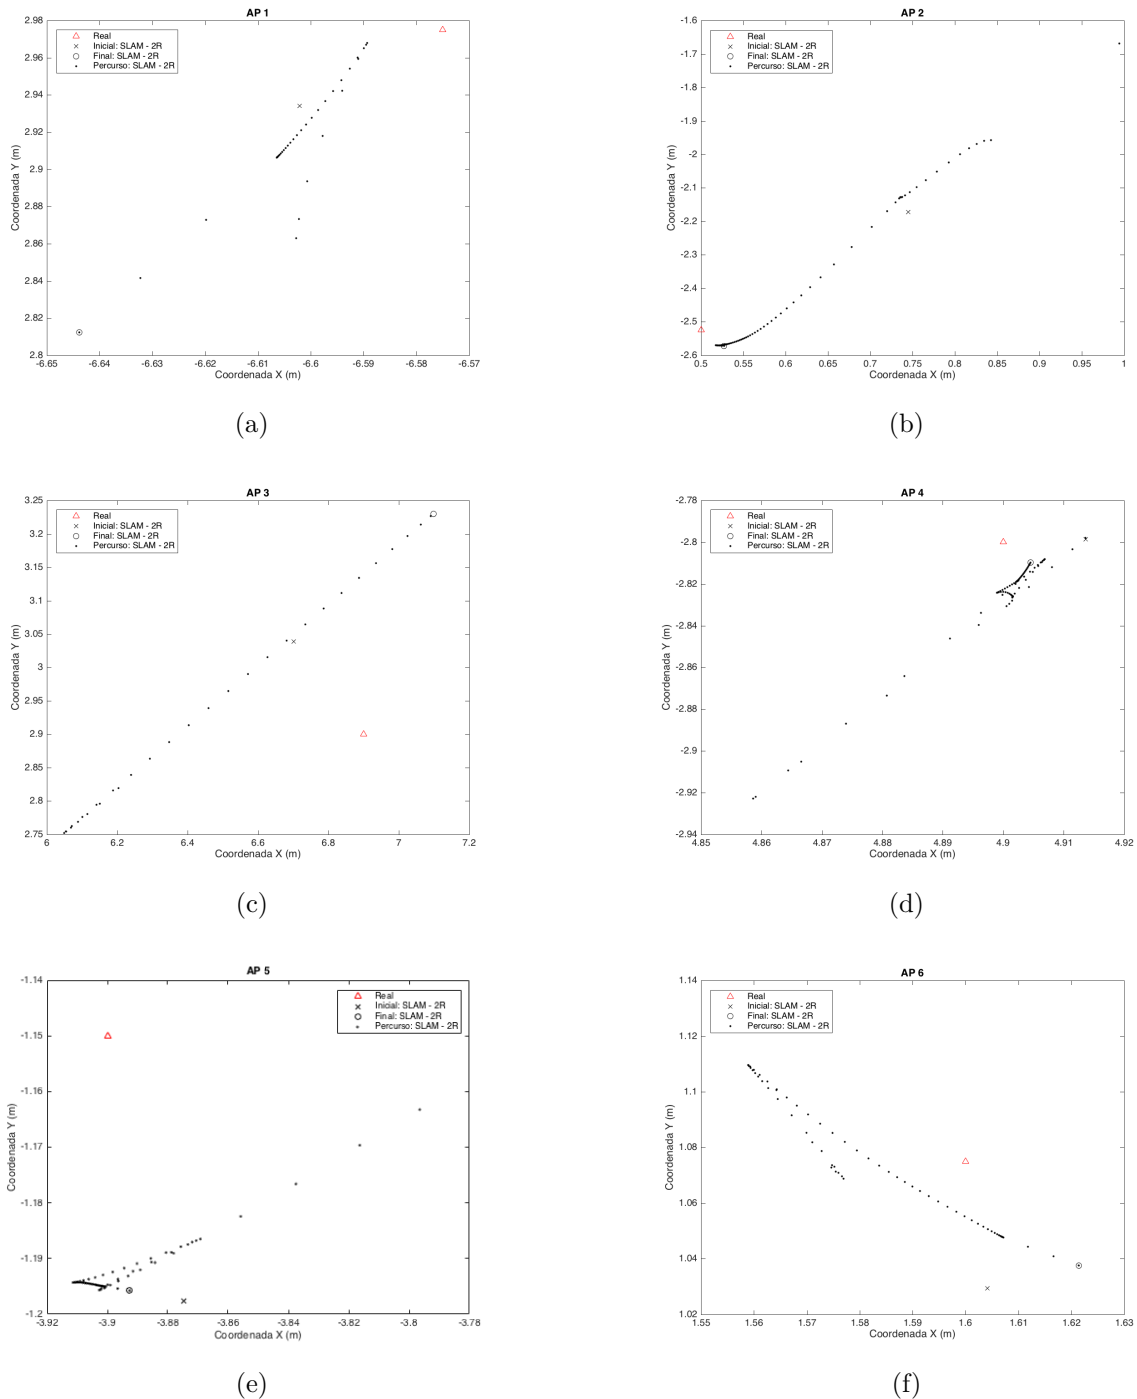 AP 1
Real
Inicial: SLAM - 2R
Final: SLAM - 2R
Percurso: SLAM - 2R
2.98
2.96
2.94
2.92
2.9
2.88
2.86
2.84
2.82
2.8
Coordenada Y (m)
-6.65
-6.64
-6.63
-6.62
-6.61
-6.6
-6.59
-6.58
-6.57
Coordenada X (m)
(a)
AP 2
Real
Inicial: SLAM - 2R
Final: SLAM - 2R
Percurso: SLAM - 2R
-1.6
-1.7
-1.8
-1.9
-2
-2.1
-2.2
-2.3
-2.4
-2.5
-2.6
Coordenada Y (m)
0.5
0.55
0.6
0.65
0.7
0.75
0.8
0.85
0.9
0.95
1
Coordenada X (m)
(b)
AP 3
Real
Inicial: SLAM - 2R
Final: SLAM - 2R
Percurso: SLAM - 2R
3.25
3.2
3.15
3.1
3.05
3
2.95
2.9
2.85
2.8
2.75
Coordenada Y (m)
6
6.2
6.4
6.6
6.8
7
7.2
Coordenada X (m)
(c)
AP 4
Real
Inicial: SLAM - 2R
Final: SLAM - 2R
Percurso: SLAM - 2R
-2.78
-2.8
-2.82
-2.84
-2.86
-2.88
-2.9
-2.92
-2.94
Coordenada Y (m)
4.85
4.86
4.87
4.88
4.89
4.9
4.91
4.92
Coordenada X (m)
(d)
AP 5
Real
Inicial: SLAM - 2R
Final: SLAM - 2R
Percurso: SLAM - 2R
-1.14
-1.15
-1.16
-1.17
-1.18
-1.19
-1.2
Coordenada Y (m)
-3.92
-3.9
-3.88
-3.86
-3.84
-3.82
-3.8
-3.78
Coordenada X (m)
(e)
AP 6
Real
Inicial: SLAM - 2R
Final: SLAM - 2R
Percurso: SLAM - 2R
1.14
1.12
1.1
1.08
1.06
1.04
1.02
Coordenada Y (m)
1.55
1.56
1.57
1.58
1.59
1.6
1.61
1.62
1.63
Coordenada X (m)
(f)